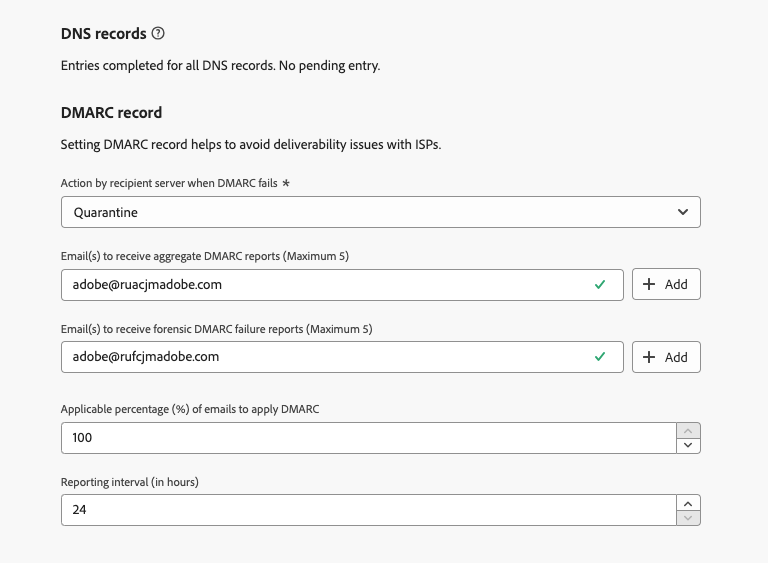 DNS records ?
Entries completed for all DNS records. No pending entry.
DMARC record
Setting DMARC record helps to avoid deliverability issues with ISPs.
Action by recipient server when DMARC fails *
Quarantine
Email(s) to receive aggregate DMARC reports (Maximum 5)
adobe@ruacjmadobe.com
+ Add
Email(s) to receive forensic DMARC failure reports (Maximum 5)
adobe@rufcjmadobe.com
+ Add
Applicable percentage (%) of emails to apply DMARC
100
Reporting interval (in hours)
24